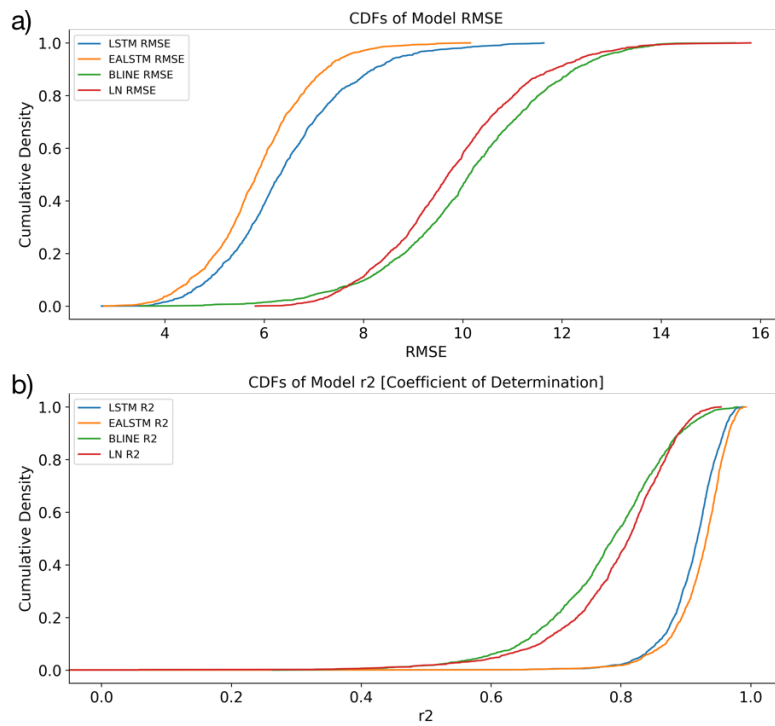 a)
CDFs of Model RMSE
LSTM RMSE
EALSTM RMSE
BLINE RMSE
LN RMSE
1.0
0.8
0.6
0.4
0.2
0.0
Cumulative Density
4 6 8 10 12 14 16
RMSE
b)
CDFs of Model r2 [Coefficient of Determination]
LSTM R2
EALSTM R2
BLINE R2
LN R2
1.0
0.8
0.6
0.4
0.2
0.0
Cumulative Density
0.0 0.2 0.4 0.6 0.8 1.0
r2